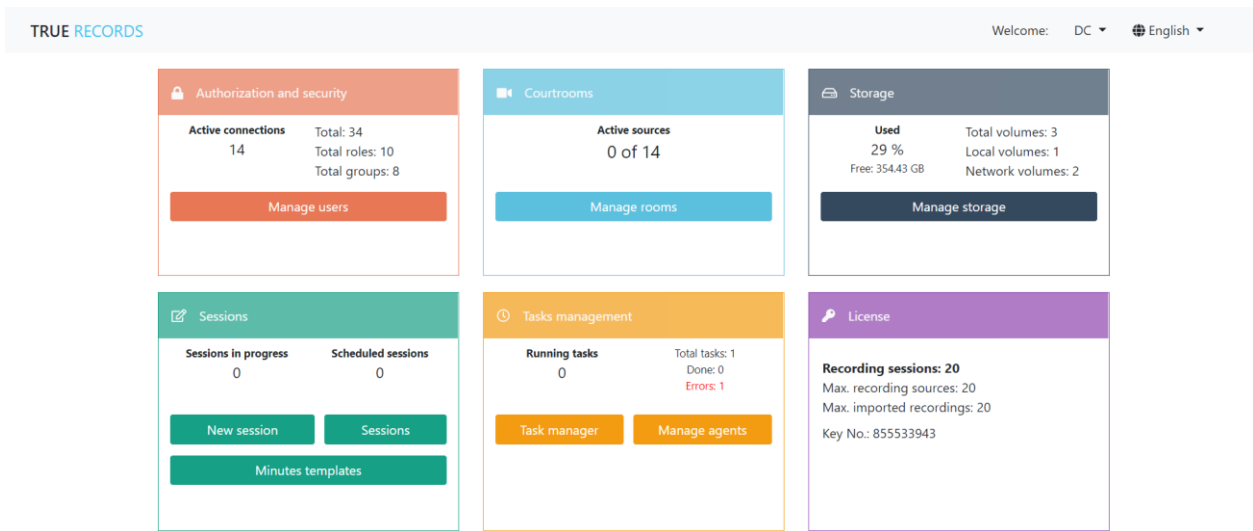 TRUE RECORDS
Welcome: DC English
Authorization and security
Active connections
14
Total: 34
Total roles: 10
Total groups: 8
Manage users
Courtrooms
Active sources
0 of 14
Manage rooms
Storage
Used
29 %
Free: 354.43 GB
Total volumes: 3
Local volumes: 1
Network volumes: 2
Manage storage
Sessions
Sessions in progress
0
Scheduled sessions
0
New session
Sessions
Minutes templates
Tasks management
Running tasks
0
Total tasks: 1
Done: 0
Errors: 1
Task manager
Manage agents
License
Recording sessions: 20
Max. recording sources: 20
Max. imported recordings: 20
Key No.: 855533943